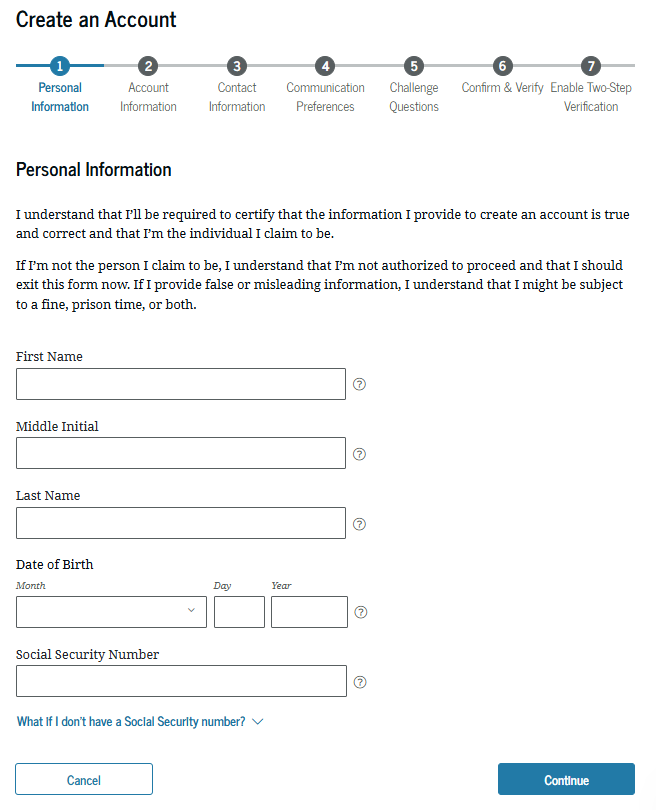 Create an Account
1 2 3 4 5 6 7
Personal Account Contact Communication Challenge Confirm & Verify Enable Two-Step
Information Information Information Preferences Questions Verification
Personal Information
I understand that I’ll be required to certify that the information I provide to create an account is true
and correct and that I’m the individual I claim to be.
If I’m not the person I claim to be, I understand that I’m not authorized to proceed and that I should
exit this form now. If I provide false or misleading information, I understand that I might be subject
to a fine, prison time, or both.
First Name
?
Middle Initial
?
Last Name
?
Date of Birth
Month Day Year
?
Social Security Number
?
What if I don’t have a Social Security number?
Cancel Continue